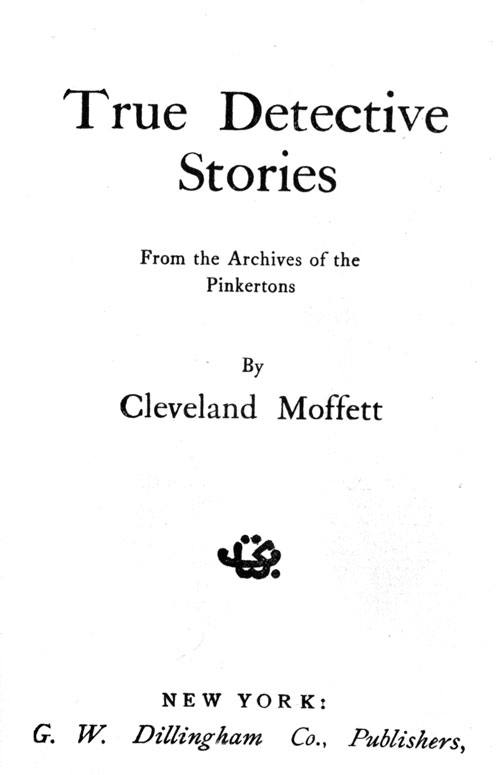 True Detective
Stories
From the Archives of the
Pinkertons
By
Cleveland Moffett
NEW YORK:
G. W. Dillingham Co., Publishers,